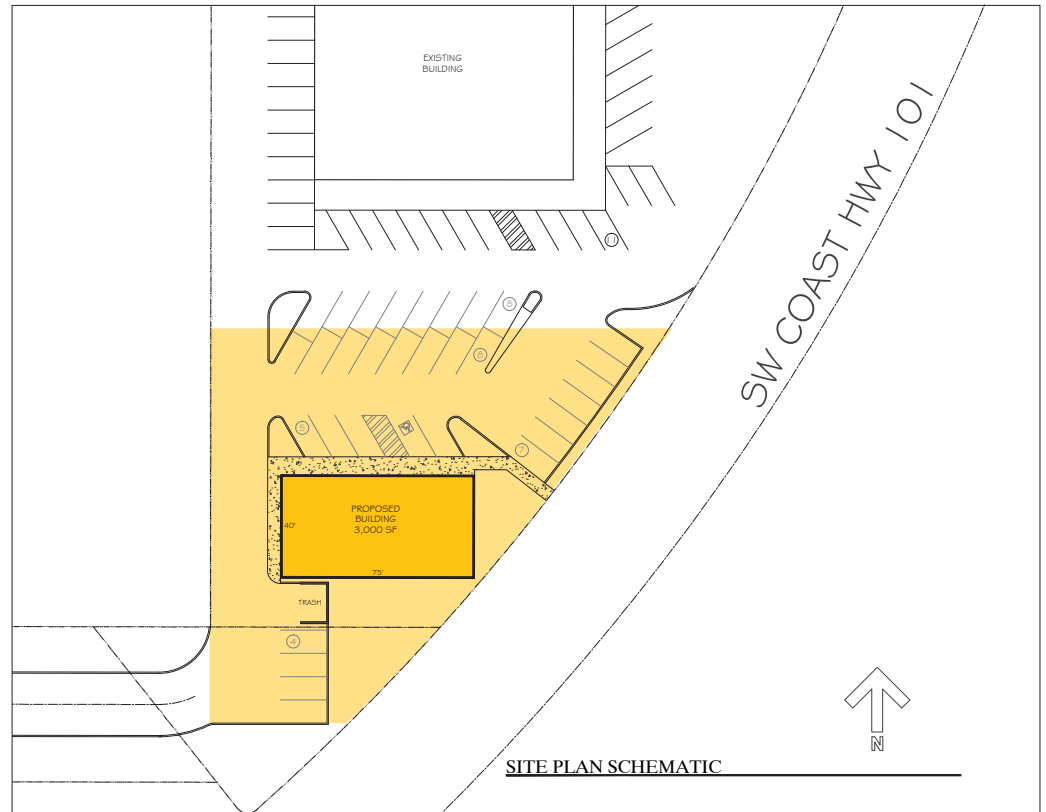 EXISTING
BUILDING
SW COAST HWY 101
11
8
8
5
7
PROPOSED
BUILDING
3,000 SF
40'
75'
TRASH
4
N
SITE PLAN SCHEMATIC